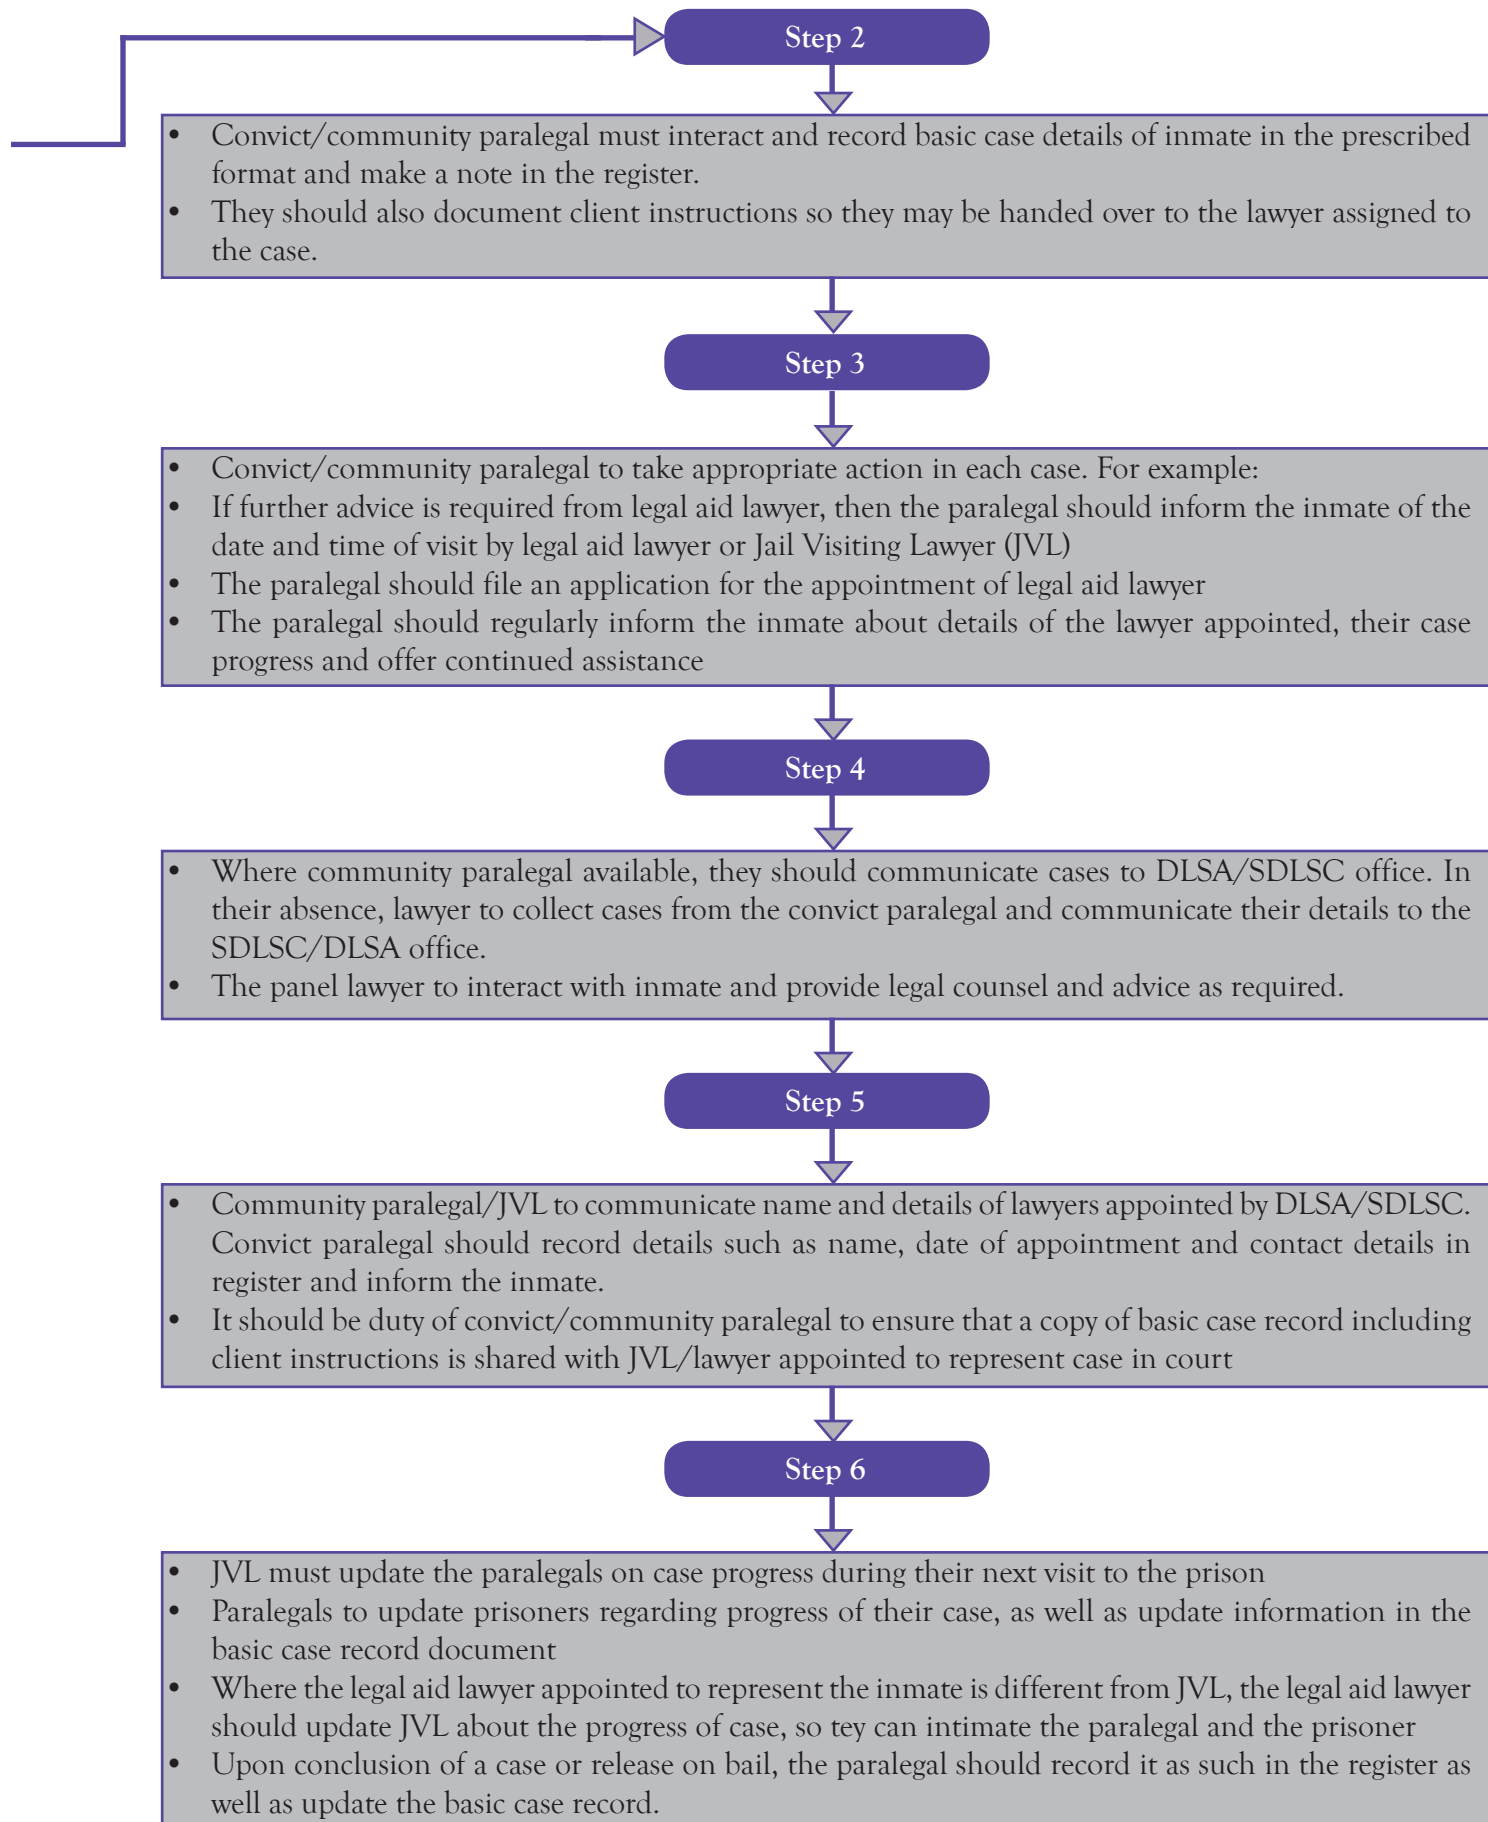 Step 2
• Convict/community paralegal must interact and record basic case details of inmate in the prescribed
format and make a note in the register.
• They should also document client instructions so they may be handed over to the lawyer assigned to
the case.
Step 3
• Convict/community paralegal to take appropriate action in each case. For example:
• If further advice is required from legal aid lawyer, then the paralegal should inform the inmate of the
date and time of visit by legal aid lawyer or Jail Visiting Lawyer (JVL)
• The paralegal should file an application for the appointment of legal aid lawyer
• The paralegal should regularly inform the inmate about details of the lawyer appointed, their case
progress and offer continued assistance
Step 4
• Where community paralegal available, they should communicate cases to DLSA/SDLSC office. In
their absence, lawyer to collect cases from the convict paralegal and communicate their details to the
SDLSC/DLSA office.
• The panel lawyer to interact with inmate and provide legal counsel and advice as required.
Step 5
• Community paralegal/JVL to communicate name and details of lawyers appointed by DLSA/SDLSC.
Convict paralegal should record details such as name, date of appointment and contact details in
register and inform the inmate.
• It should be duty of convict/community paralegal to ensure that a copy of basic case record including
client instructions is shared with JVL/lawyer appointed to represent case in court
Step 6
• JVL must update the paralegals on case progress during their next visit to the prison
• Paralegals to update prisoners regarding progress of their case, as well as update information in the
basic case record document
• Where the legal aid lawyer appointed to represent the inmate is different from JVL, the legal aid lawyer
should update JVL about the progress of case, so tey can intimate the paralegal and the prisoner
• Upon conclusion of a case or release on bail, the paralegal should record it as such in the register as
well as update the basic case record.